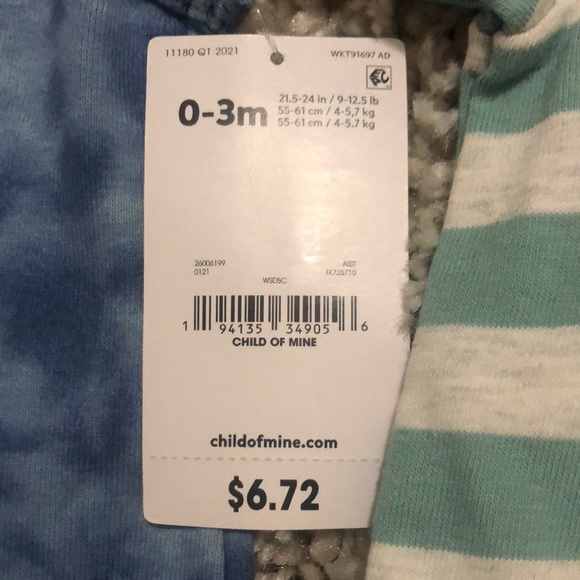 11180 Q1 2021
WKT91697 AD
0-3m
21.5-24 in / 9-12.5 lb
55-61 cm / 4-5,7 kg
55-61 cm / 4-5.7 kg
26006199
0121
ASST
1K726710
WSDSC
1 94135 34905 6
CHILD OF MINE
childofmine.com
$6.72